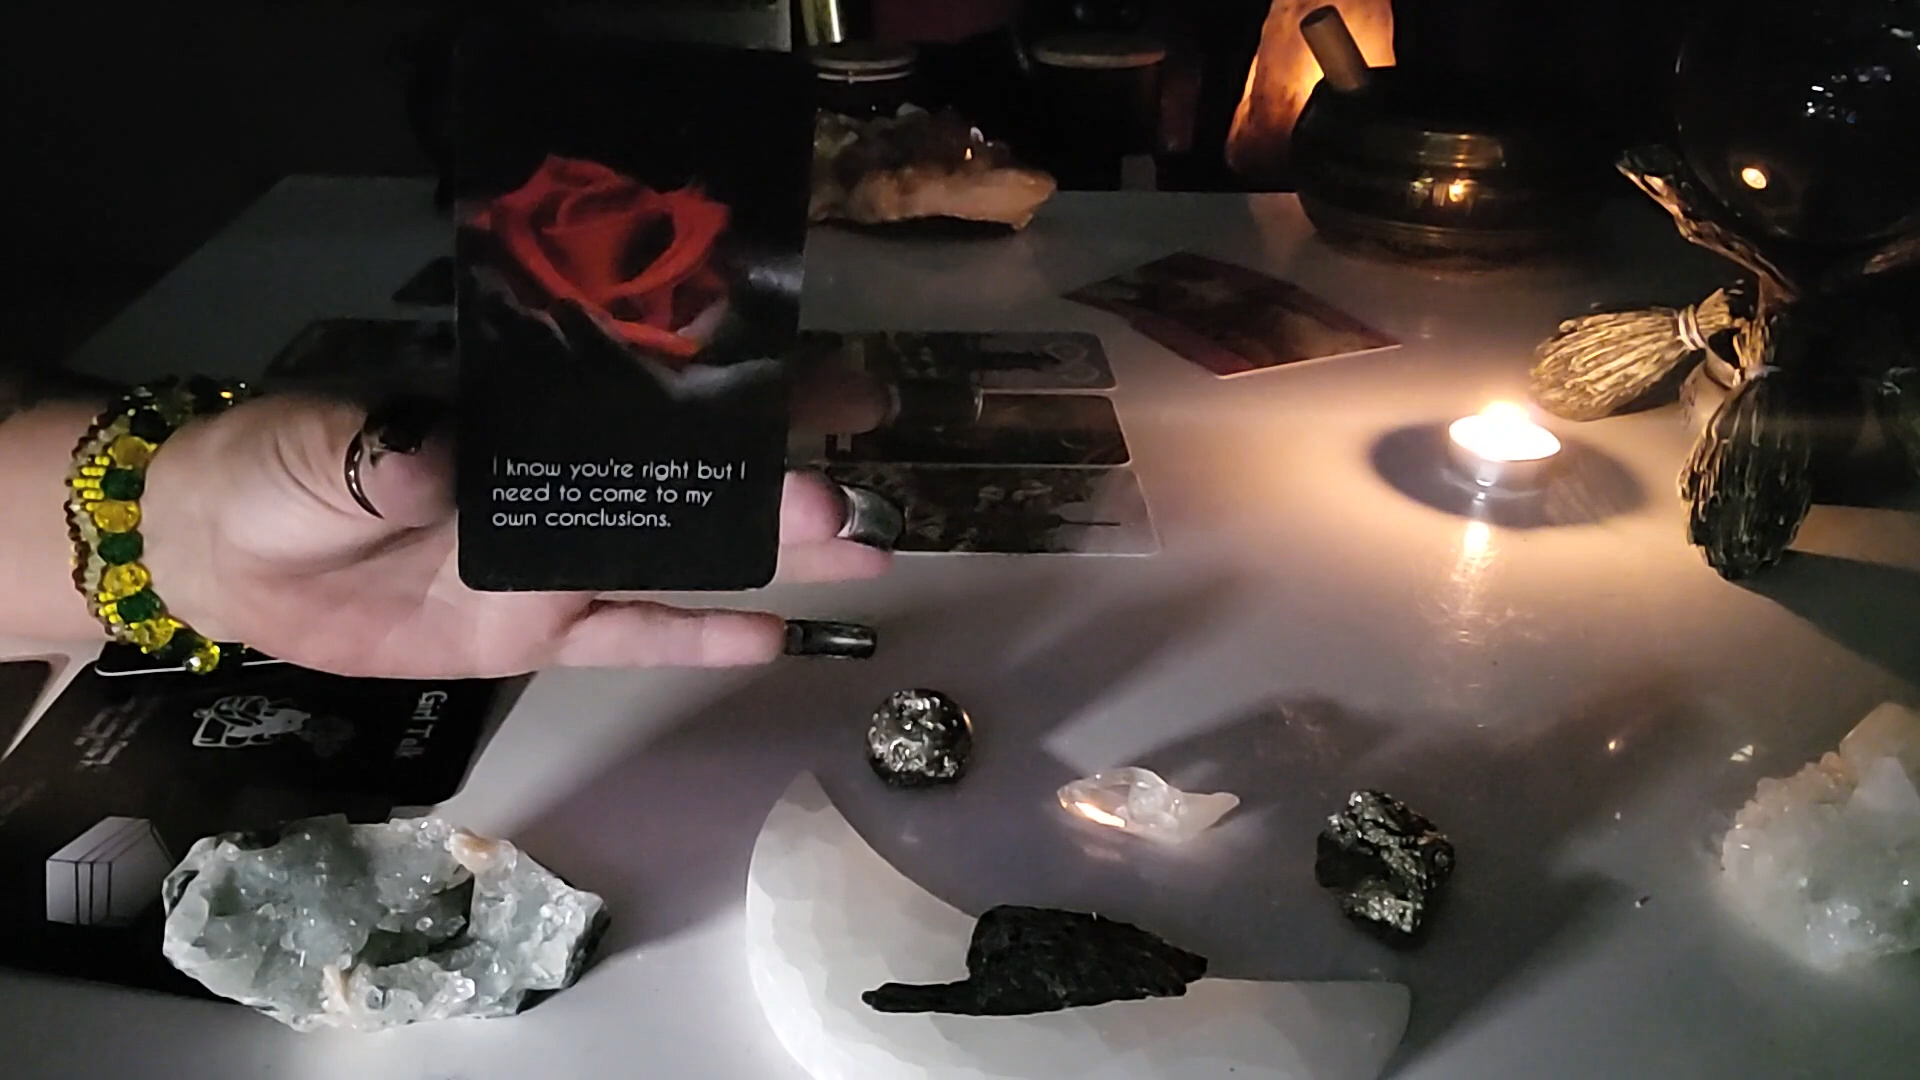 I know you're right but I
need to come to my
own conclusions.
Girl Talk